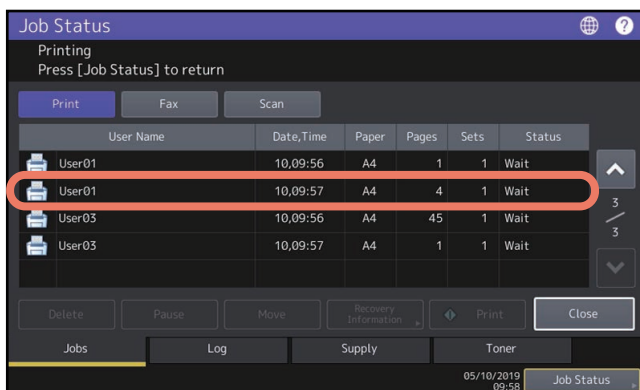 Job Status
?
Printing
Press [Job Status] to return
Print Fax Scan
User Name Date,Time Paper Pages Sets Status
User01 10,09:56 A4 1 1 Wait
User01 10,09:57 A4 4 1 Wait
User03 10,09:56 A4 45 1 Wait
User03 10,09:57 A4 1 1 Wait
3
/
3
Delete Pause Move Recovery Information Print Close
Jobs Log Supply Toner
05/10/2019
09:58
Job Status